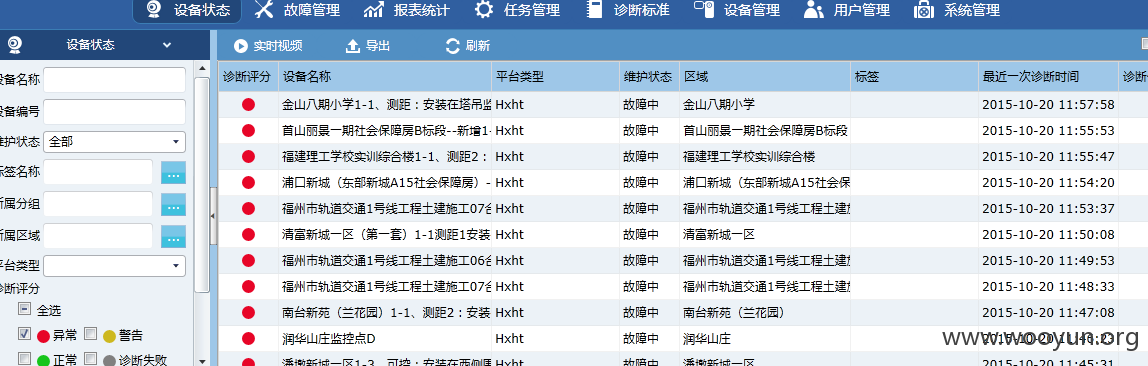 设备状态 故障管理 报表统计 任务管理 诊断标准 设备管理 用户管理 系统管理
设备状态
实时视频 导出 刷新
设备名称
设备编号
维护状态 全部
标签名称
所属分组
所属区域
平台类型
诊断评分
全选
异常 警告
正常 诊断失败
诊断评分 设备名称 平台类型 维护状态 区域 标签 最近一次诊断时间 诊断
金山八期小学1-1、测距：安装在塔吊监 Hxht 故障中 金山八期小学 2015-10-20 11:57:58
首山丽景一期社会保障房B标段--新增1- Hxht 故障中 首山丽景一期社会保障房B标段 2015-10-20 11:55:53
福建理工学校实训综合楼1-1、测距2： Hxht 故障中 福建理工学校实训综合楼 2015-10-20 11:55:47
浦口新城（东部新城A15社会保障房）- Hxht 故障中 浦口新城（东部新城A15社会保 2015-10-20 11:54:20
福州市轨道交通1号线工程土建施工07合 Hxht 故障中 福州市轨道交通1号线工程土建施 2015-10-20 11:53:37
清富新城一区（第一套）1-1测距1安装 Hxht 故障中 清富新城一区 2015-10-20 11:50:08
福州市轨道交通1号线工程土建施工06合 Hxht 故障中 福州市轨道交通1号线工程土建施 2015-10-20 11:49:53
福州市轨道交通1号线工程土建施工07合 Hxht 故障中 福州市轨道交通1号线工程土建施 2015-10-20 11:48:33
南台新苑（兰花园）1-1、测距2：安装 Hxht 故障中 南台新苑（兰花园） 2015-10-20 11:47:08
润华山庄监控点D Hxht 故障中 润华山庄 2015-10-20 11:46:23
潘墩新城一区1-3、可控：安装在西侧围 Hxht 故障中 潘墩新城一区 2015-10-20 11:45:31
www.wooyun.org